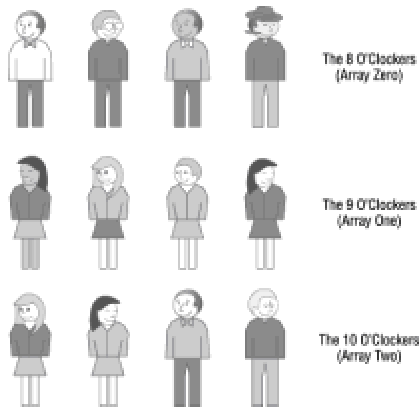 The 8 O'Clockers
(Array Zero)
The 9 O'Clockers
(Array One)
The 10 O'Clockers
(Array Two)